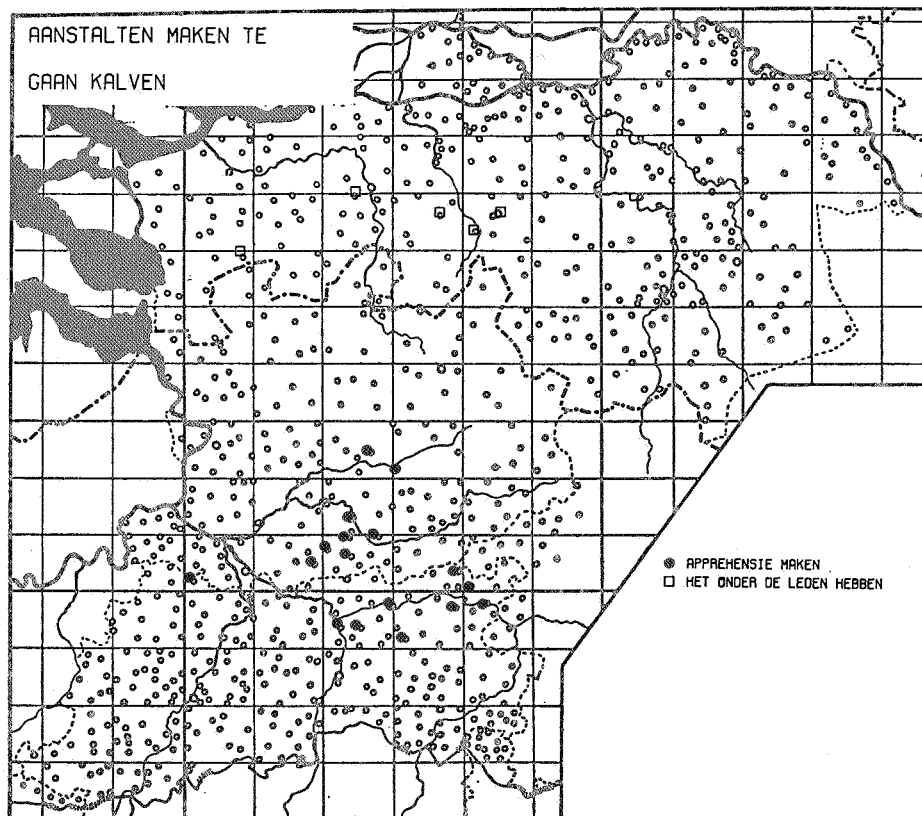 AANSTALTEN MAKEN TE
GAAN KALVEN
APPREHENSIE MAKEN
HET ONDER DE LEDEN HEBBEN